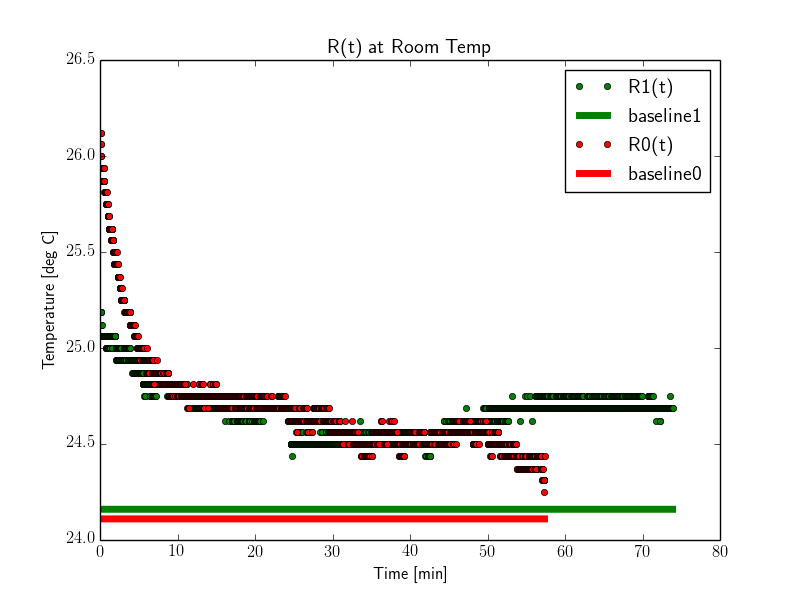 R(t) at Room Temp
26.5
26.0
25.5
25.0
24.5
24.0
Temperature [deg C]
R1(t)
baseline1
R0(t)
baseline0
0 10 20 30 40 50 60 70 80
Time [min]